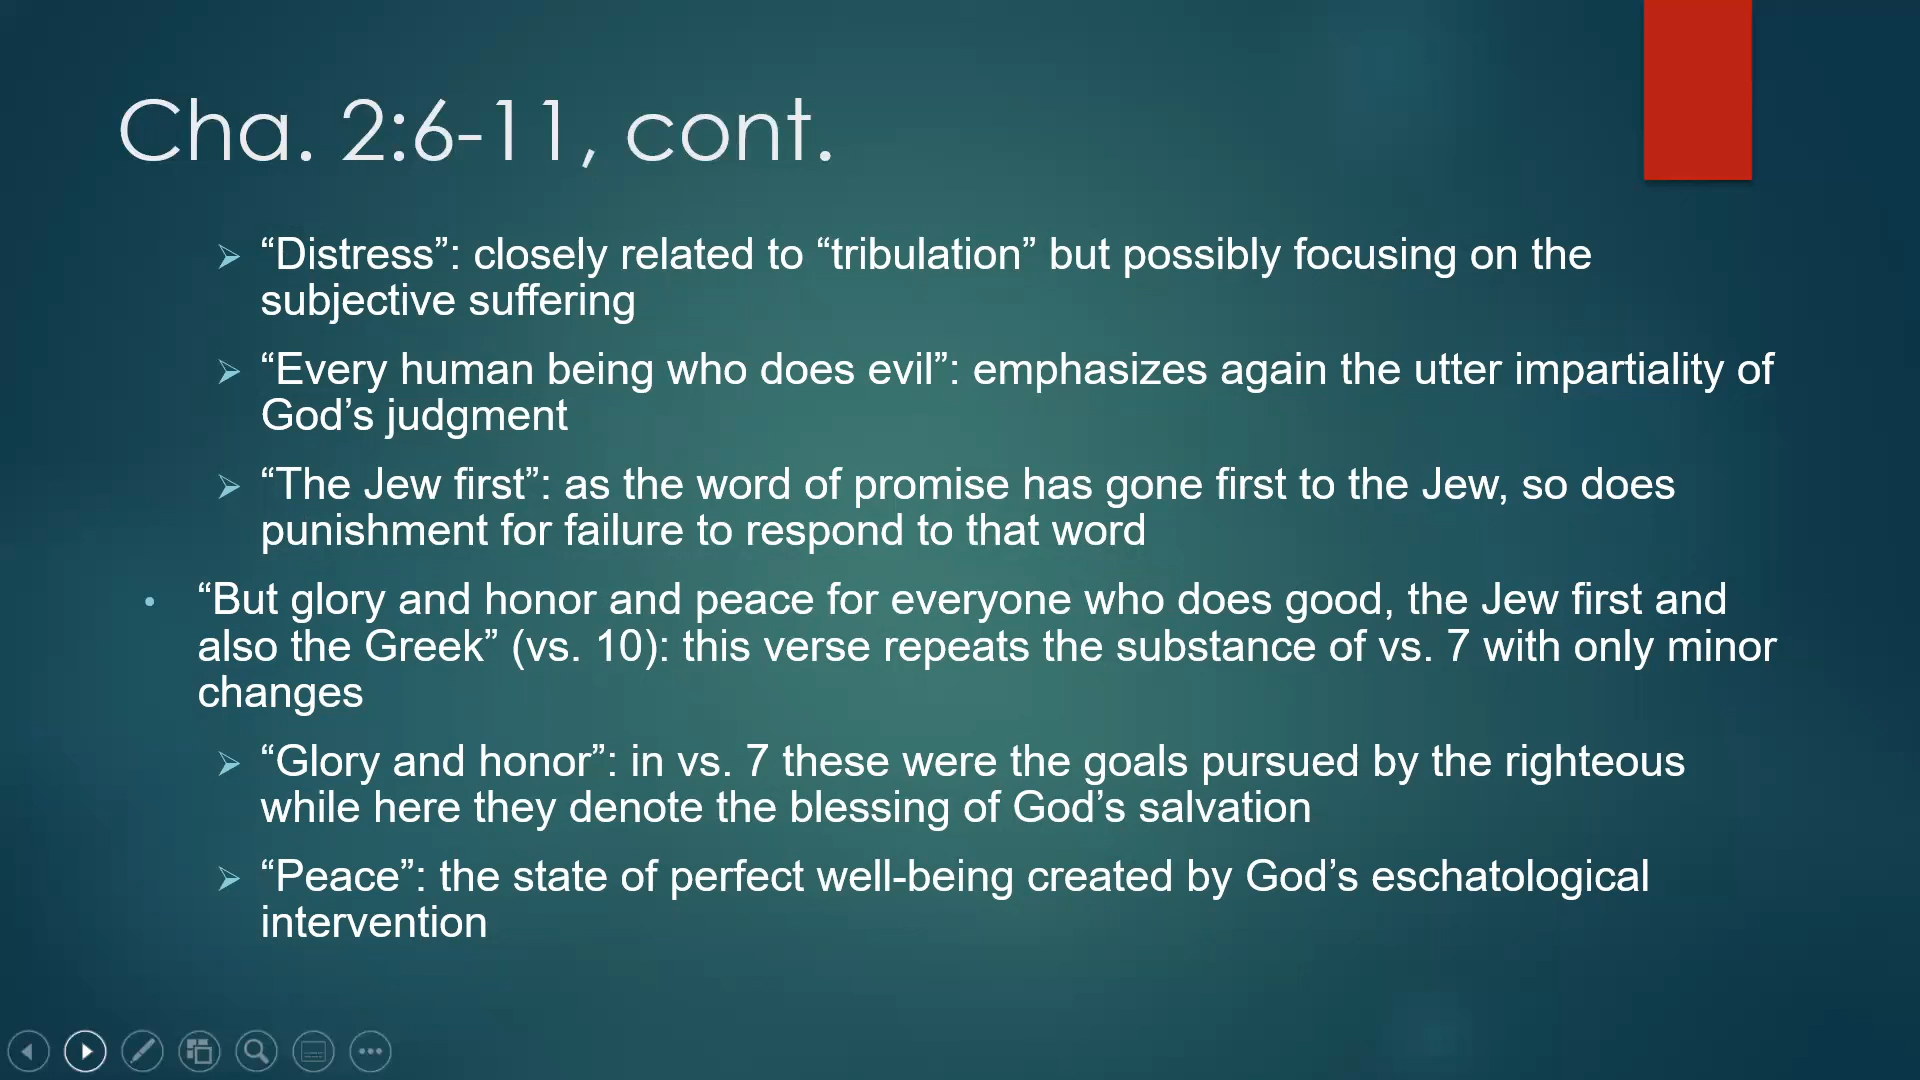 Cha. 2:6-11, cont.
“Distress”: closely related to “tribulation” but possibly focusing on the
subjective suffering
“Every human being who does evil”: emphasizes again the utter impartiality of
God’s judgment
“The Jew first”: as the word of promise has gone first to the Jew, so does
punishment for failure to respond to that word
• “But glory and honor and peace for everyone who does good, the Jew first and
also the Greek” (vs. 10): this verse repeats the substance of vs. 7 with only minor
changes
“Glory and honor”: in vs. 7 these were the goals pursued by the righteous
while here they denote the blessing of God’s salvation
“Peace”: the state of perfect well-being created by God’s eschatological
intervention